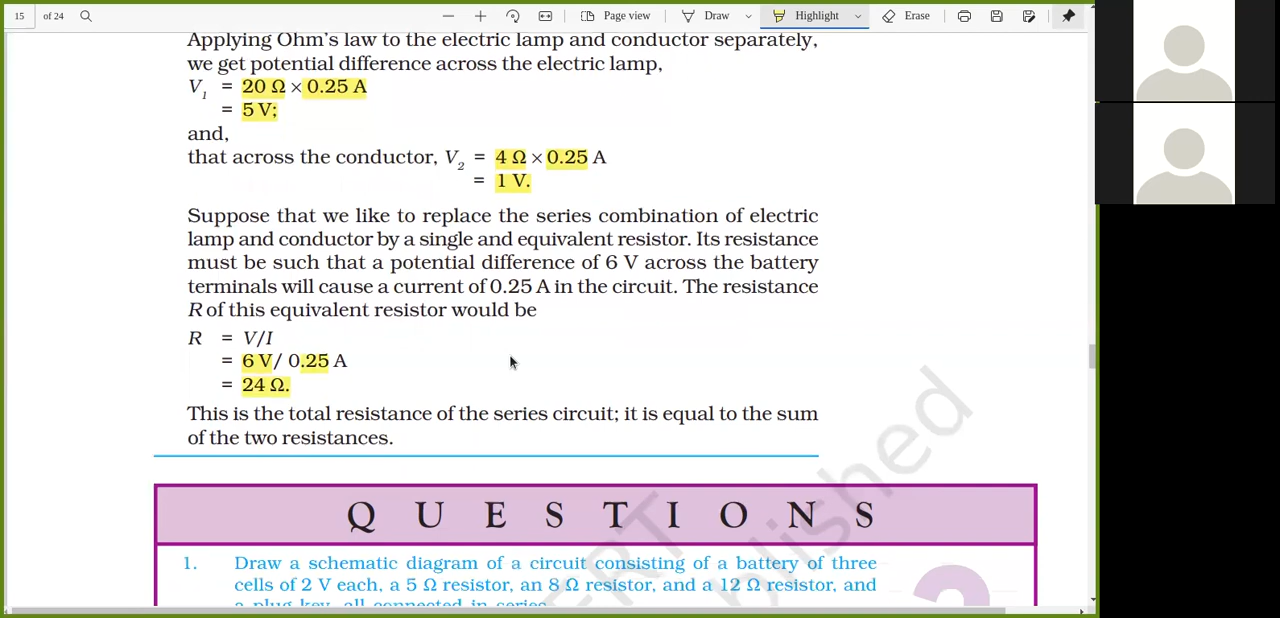 15 of 24 Page view Draw Highlight Erase
Applying Ohm's law to the electric lamp and conductor separately,
we get potential difference across the electric lamp,
V1 = 20 Ω × 0.25 A
= 5 V;
and,
that across the conductor, V2 = 4 Ω × 0.25 A
= 1 V.
Suppose that we like to replace the series combination of electric
lamp and conductor by a single and equivalent resistor. Its resistance
must be such that a potential difference of 6 V across the battery
terminals will cause a current of 0.25 A in the circuit. The resistance
R of this equivalent resistor would be
R = V/I
= 6 V/ 0.25 A
= 24 Ω.
This is the total resistance of the series circuit; it is equal to the sum
of the two resistances.
QUESTIONS
1. Draw a schematic diagram of a circuit consisting of a battery of three
cells of 2 V each, a 5 Ω resistor, an 8 Ω resistor, and a 12 Ω resistor, and
a plug key, all connected in series.
?